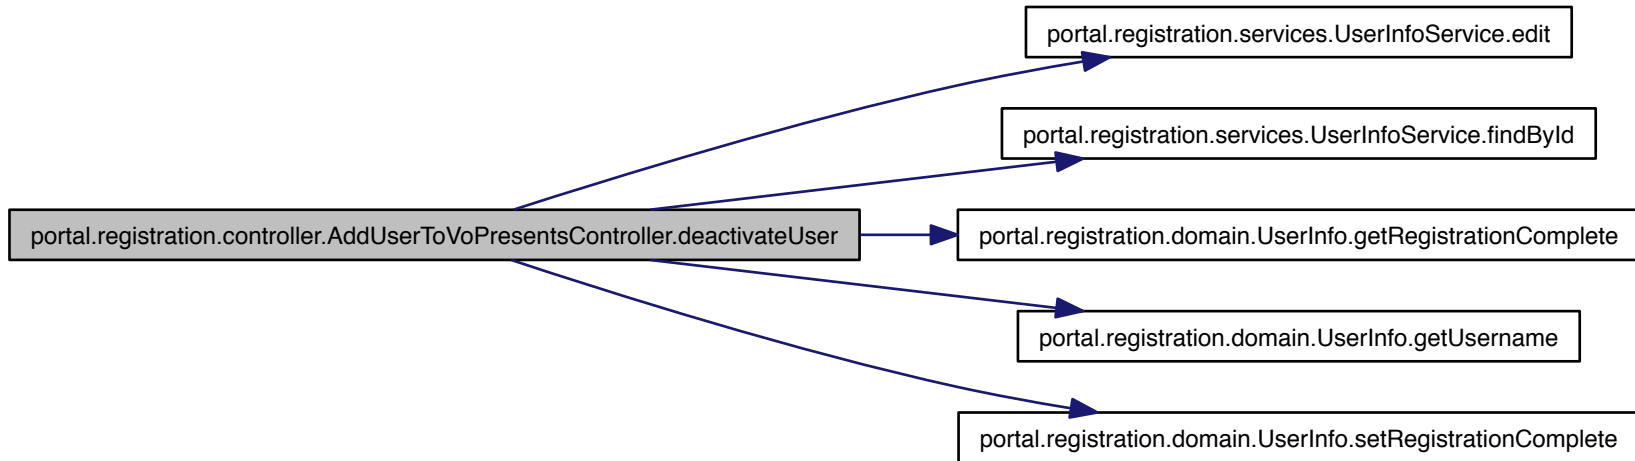 portal.registration.services.UserInfoService.edit
portal.registration.services.UserInfoService.findById
portal.registration.controller.AddUserToVoPresentsController.deactivateUser
portal.registration.domain.UserInfo.getRegistrationComplete
portal.registration.domain.UserInfo.getUsername
portal.registration.domain.UserInfo.setRegistrationComplete